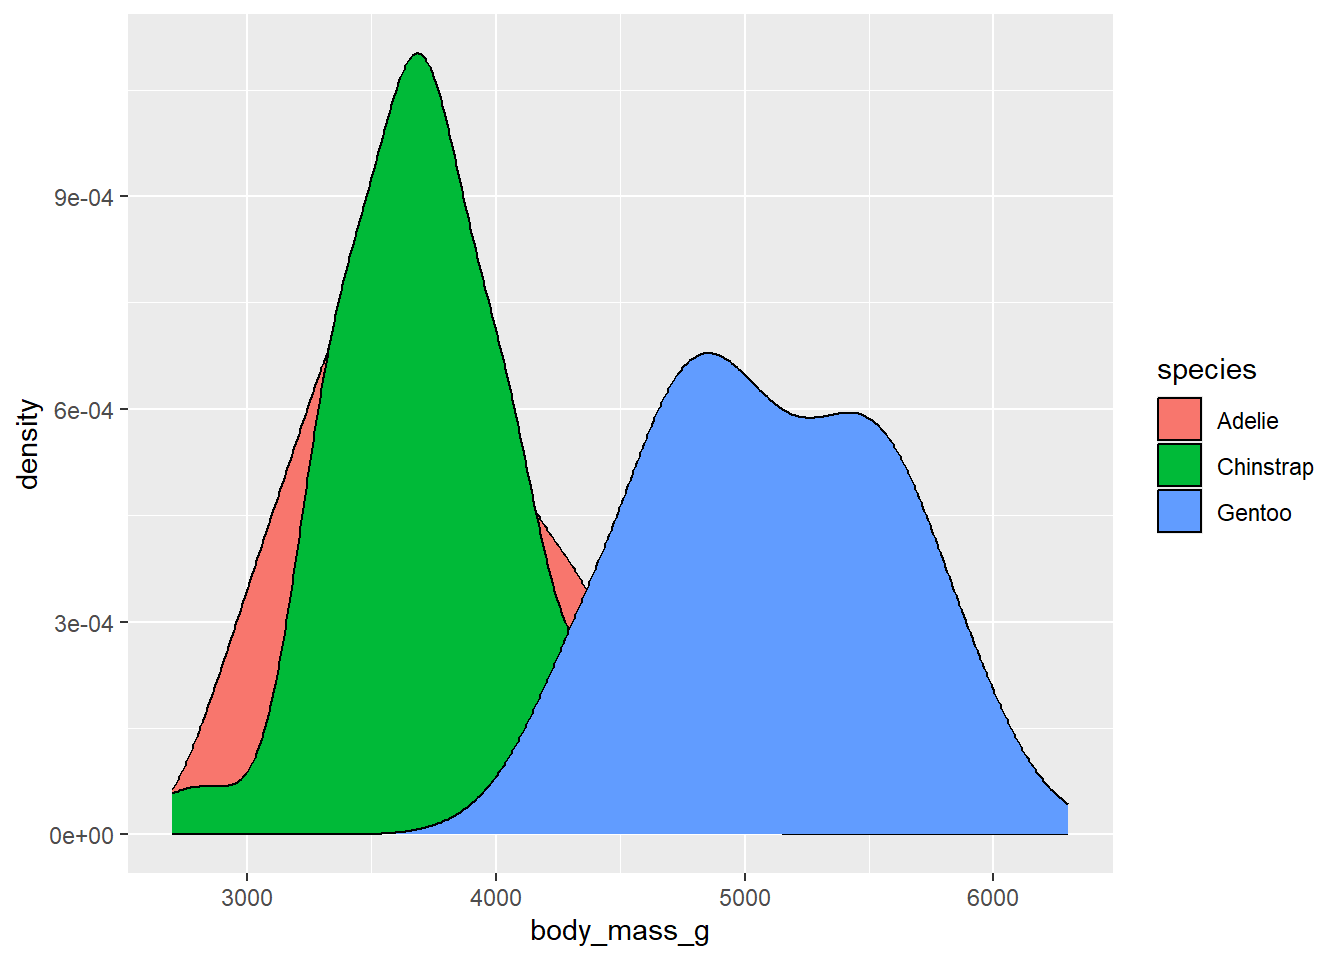 9e-04
6e-04
3e-04
0e+00
density
3000 4000 5000 6000
body_mass_g
species
Adelie
Chinstrap
Gentoo